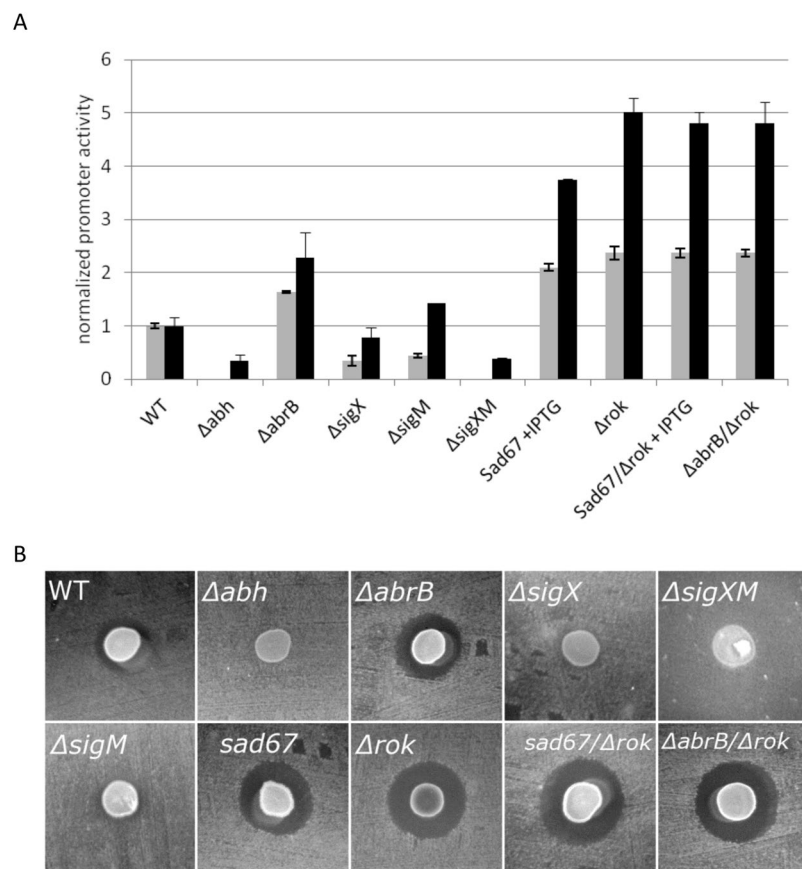 A
normalized promoter activity
6
5
4
3
2
1
0
WT
Δabh
ΔabrB
ΔsigX
ΔsigM
ΔsigXM
Sad67 +IPTG
Δrok
Sad67/Δrok + IPTG
ΔabrB/Δrok
B
WT
Δabh
ΔabrB
ΔsigX
ΔsigXM
ΔsigM
sad67
Δrok
sad67/Δrok
ΔabrB/Δrok